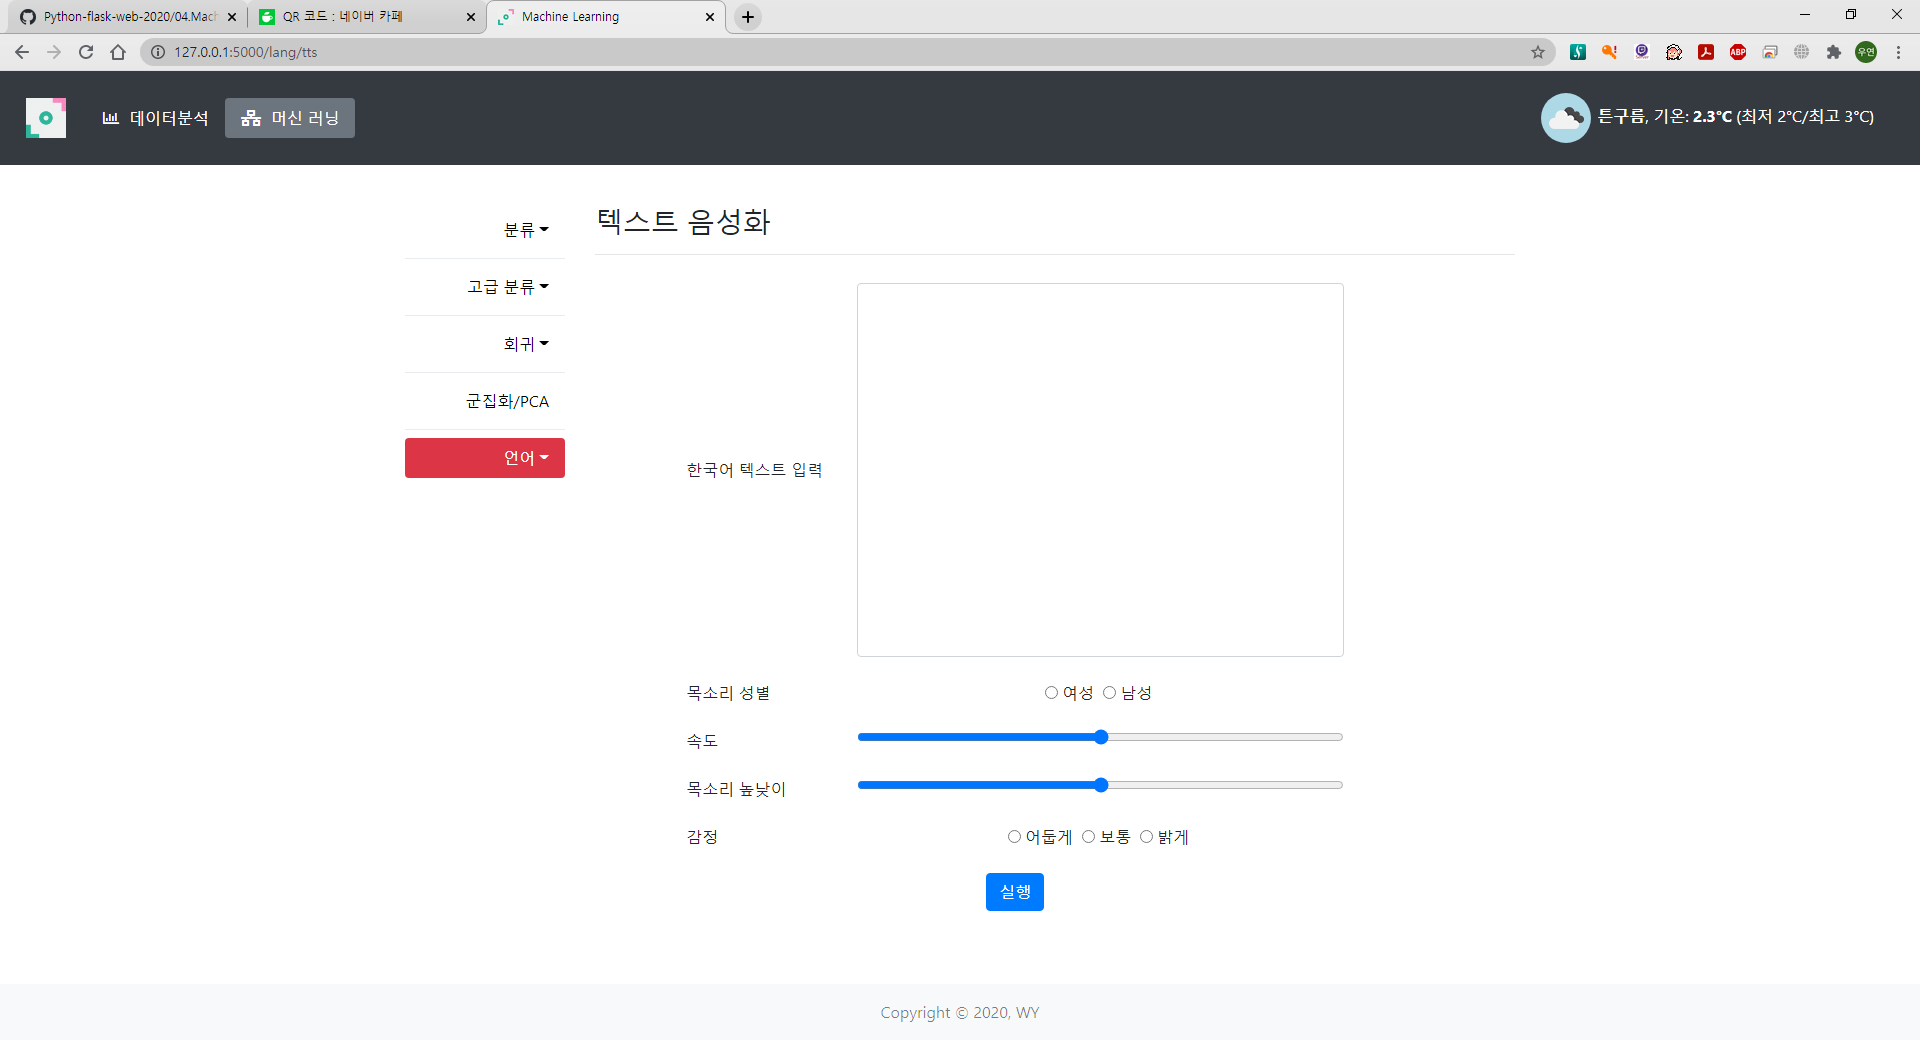 Python-flask-web-2020/04.Mach
QR 코드 : 네이버 카페
Machine Learning
127.0.0.1:5000/lang/tts
ABP
우연
데이터분석
머신 러닝
튼구름, 기온: 2.3°C (최저 2°C/최고 3°C)
분류
고급 분류
회귀
군집화/PCA
언어
텍스트 음성화
한국어 텍스트 입력
목소리 성별
여성 남성
속도
목소리 높낮이
감정
어둡게 보통 밝게
실행
Copyright © 2020, WY